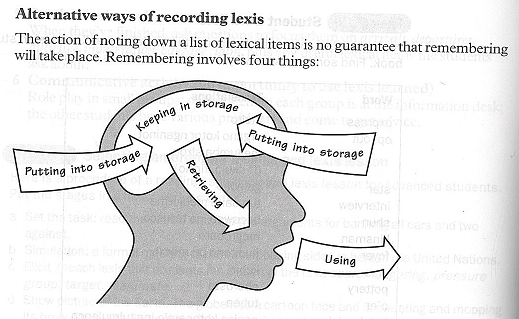 Alternative ways of recording lexis
The action of noting down a list of lexical items is no guarantee that remembering
will take place. Remembering involves four things:
Keeping in storage
Putting into storage
Putting into storage
Retrieving
Using